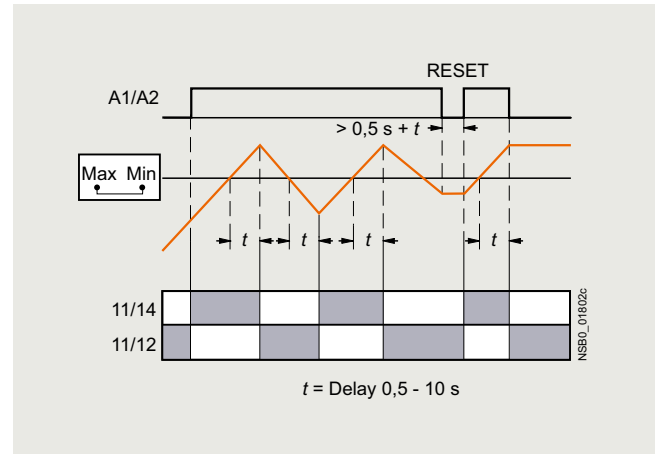 RESET
A1/A2
> 0,5 s + t
Max Min
t t t t
11/14
11/12
NSB0_01802c
t = Delay 0,5 - 10 s